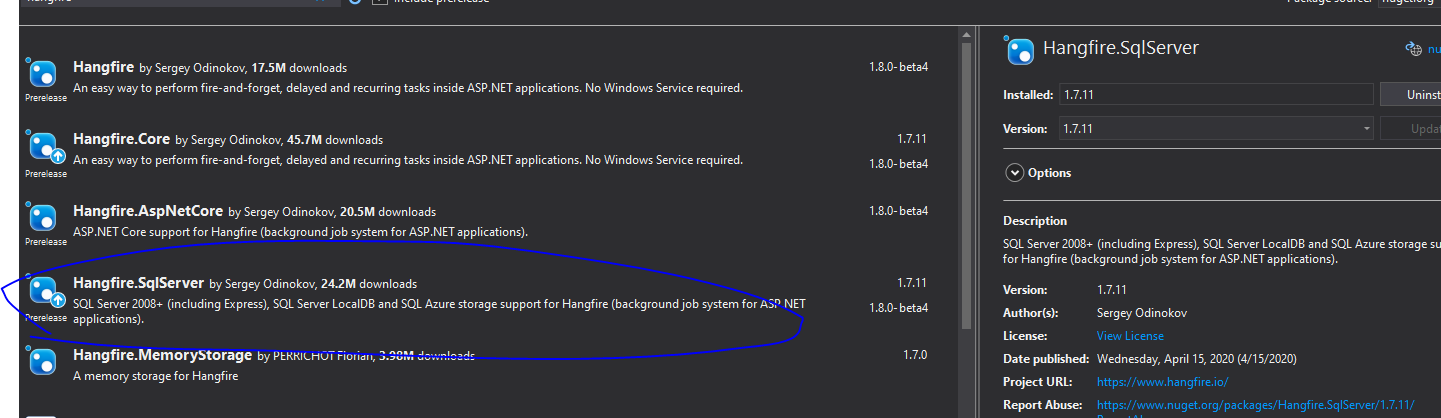 Include prerelease
Hangfire by Sergey Odinokov, 17.5M downloads
1.8.0-beta4
Prerelease
An easy way to perform fire-and-forget, delayed and recurring tasks inside ASP.NET applications. No Windows Service required.
Hangfire.Core by Sergey Odinokov, 45.7M downloads
1.7.11
Prerelease
An easy way to perform fire-and-forget, delayed and recurring tasks inside ASP.NET applications. No Windows Service required.
1.8.0-beta4
Hangfire.AspNetCore by Sergey Odinokov, 20.5M downloads
1.8.0-beta4
Prerelease
ASP.NET Core support for Hangfire (background job system for ASP.NET applications).
Hangfire.SqlServer by Sergey Odinokov, 24.2M downloads
1.7.11
Prerelease
SQL Server 2008+ (including Express), SQL Server LocalDB and SQL Azure storage support for Hangfire (background job system for ASP.NET
applications).
1.8.0-beta4
Hangfire.MemoryStorage by PERRICHOT Florian, 3.98M downloads
1.7.0
A memory storage for Hangfire
Package source:
Hangfire.SqlServer
nu
Installed: 1.7.11
Uninst
Version: 1.7.11
Updat
Options
Description
SQL Server 2008+ (including Express), SQL Server LocalDB and SQL Azure storage su
for Hangfire (background job system for ASP.NET applications).
Version: 1.7.11
Author(s): Sergey Odinokov
License: View License
Date published: Wednesday, April 15, 2020 (4/15/2020)
Project URL: https://www.hangfire.io/
Report Abuse: https://www.nuget.org/packages/Hangfire.SqlServer/1.7.11/